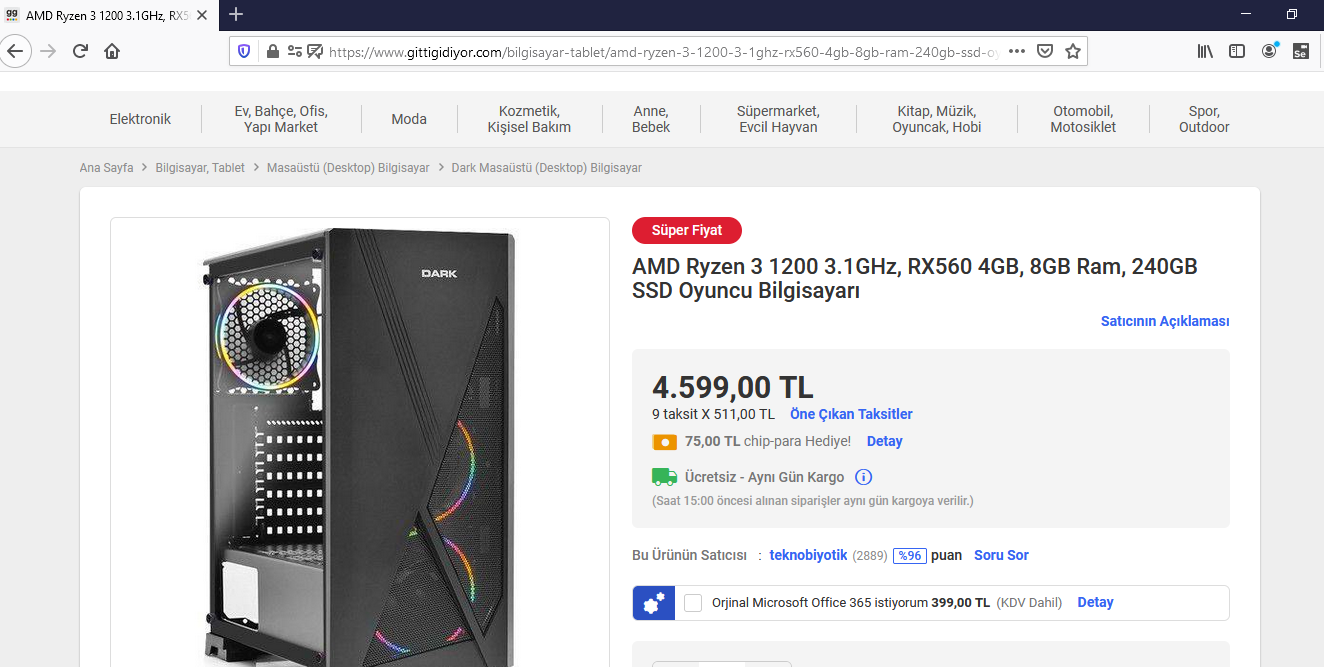 gg
AMD Ryzen 3 1200 3.1GHz, RX5
https://www.gittigidiyor.com/bilgisayar-tablet/amd-ryzen-3-1200-3-1ghz-rx560-4gb-8gb-ram-240gb-ssd-oy
Se
Elektronik
Ev, Bahçe, Ofis,
Yapı Market
Moda
Kozmetik,
Kişisel Bakım
Anne,
Bebek
Süpermarket,
Evcil Hayvan
Kitap, Müzik,
Oyuncak, Hobi
Otomobil,
Motosiklet
Spor,
Outdoor
Ana Sayfa > Bilgisayar, Tablet > Masaüstü (Desktop) Bilgisayar > Dark Masaüstü (Desktop) Bilgisayar
DARK
Süper Fiyat
AMD Ryzen 3 1200 3.1GHz, RX560 4GB, 8GB Ram, 240GB
SSD Oyuncu Bilgisayarı
Satıcının Açıklaması
4.599,00 TL
9 taksit X 511,00 TL Öne Çıkan Taksitler
75,00 TL chip-para Hediye! Detay
Ücretsiz - Aynı Gün Kargo i
(Saat 15:00 öncesi alınan siparişler aynı gün kargoya verilir.)
Bu Ürünün Satıcısı : teknobiyotik (2889) %96 puan Soru Sor
Orjinal Microsoft Office 365 istiyorum 399,00 TL (KDV Dahil) Detay